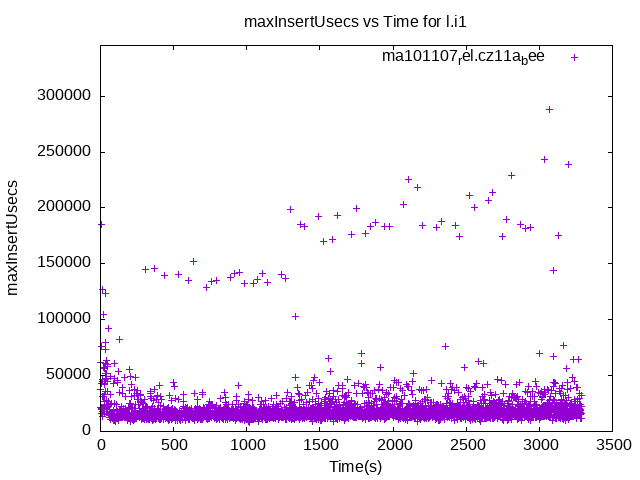 maxInsertUsecs vs Time for l.i1
ma101107rel.cz11abee
300000
250000
200000
150000
100000
50000
0
maxInsertUsecs
0 500 1000 1500 2000 2500 3000 3500
Time(s)